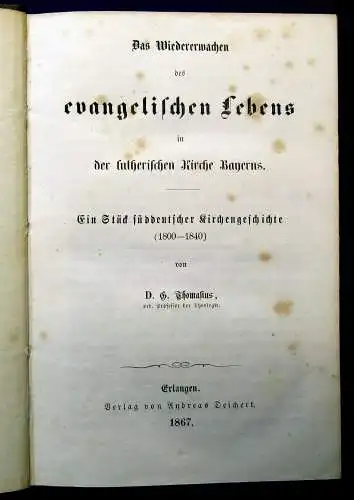 Das Wiedererwachen
des
evangelischen Lebens
in
der lutherischen Kirche Bayerns.
Ein Stück süddeutscher Kirchengeschichte
(1800—1840)
von
D. G. Thomasius,
ord. Professor der Theologie.
Erlangen.
Verlag von Andreas Deichert.
1867.